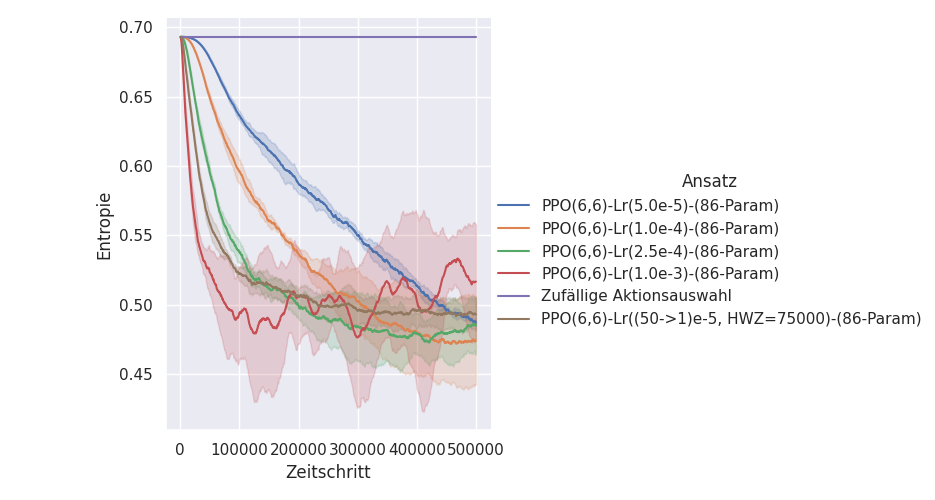 0.70
0.65
0.60
0.55
0.50
0.45
Entropie
0
100000
200000
300000
400000
500000
Zeitschritt
Ansatz
PPO(6,6)-Lr(5.0e-5)-(86-Param)
PPO(6,6)-Lr(1.0e-4)-(86-Param)
PPO(6,6)-Lr(2.5e-4)-(86-Param)
PPO(6,6)-Lr(1.0e-3)-(86-Param)
Zufällige Aktionsauswahl
PPO(6,6)-Lr((50->1)e-5, HWZ=75000)-(86-Param)